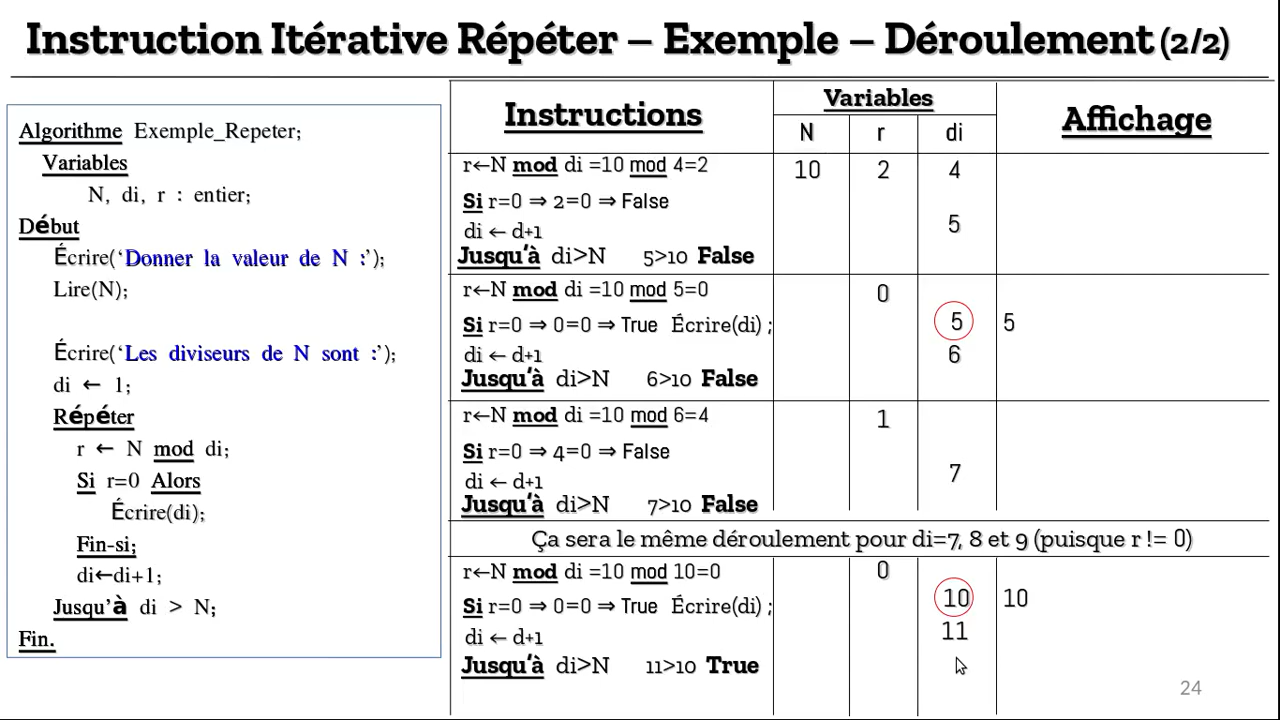 Instruction Itérative Répéter – Exemple – Déroulement (2/2)
Algorithme Exemple_Repeter;
Variables
N, di, r : entier;
Début
Écrire(‘Donner la valeur de N :’);
Lire(N);
Écrire(‘Les diviseurs de N sont :’);
di ← 1;
Répéter
r ← N mod di;
Si r=0 Alors
Écrire(di);
Fin-si;
di←di+1;
Jusqu’à di > N;
Fin.
Instructions Variables Affichage
N r di
r←N mod di =10 mod 4=2 10 2 4
Si r=0 ⇒ 2=0 ⇒ False
di ← d+1 5
Jusqu’à di>N 5>10 False
r←N mod di =10 mod 5=0 0
Si r=0 ⇒ 0=0 ⇒ True Écrire(di) ; 5 5
di ← d+1 6
Jusqu’à di>N 6>10 False
r←N mod di =10 mod 6=4 1
Si r=0 ⇒ 4=0 ⇒ False
di ← d+1 7
Jusqu’à di>N 7>10 False
Ça sera le même déroulement pour di=7, 8 et 9 (puisque r != 0)
r←N mod di =10 mod 10=0 0
Si r=0 ⇒ 0=0 ⇒ True Écrire(di) ; 10 10
di ← d+1 11
Jusqu’à di>N 11>10 True
24